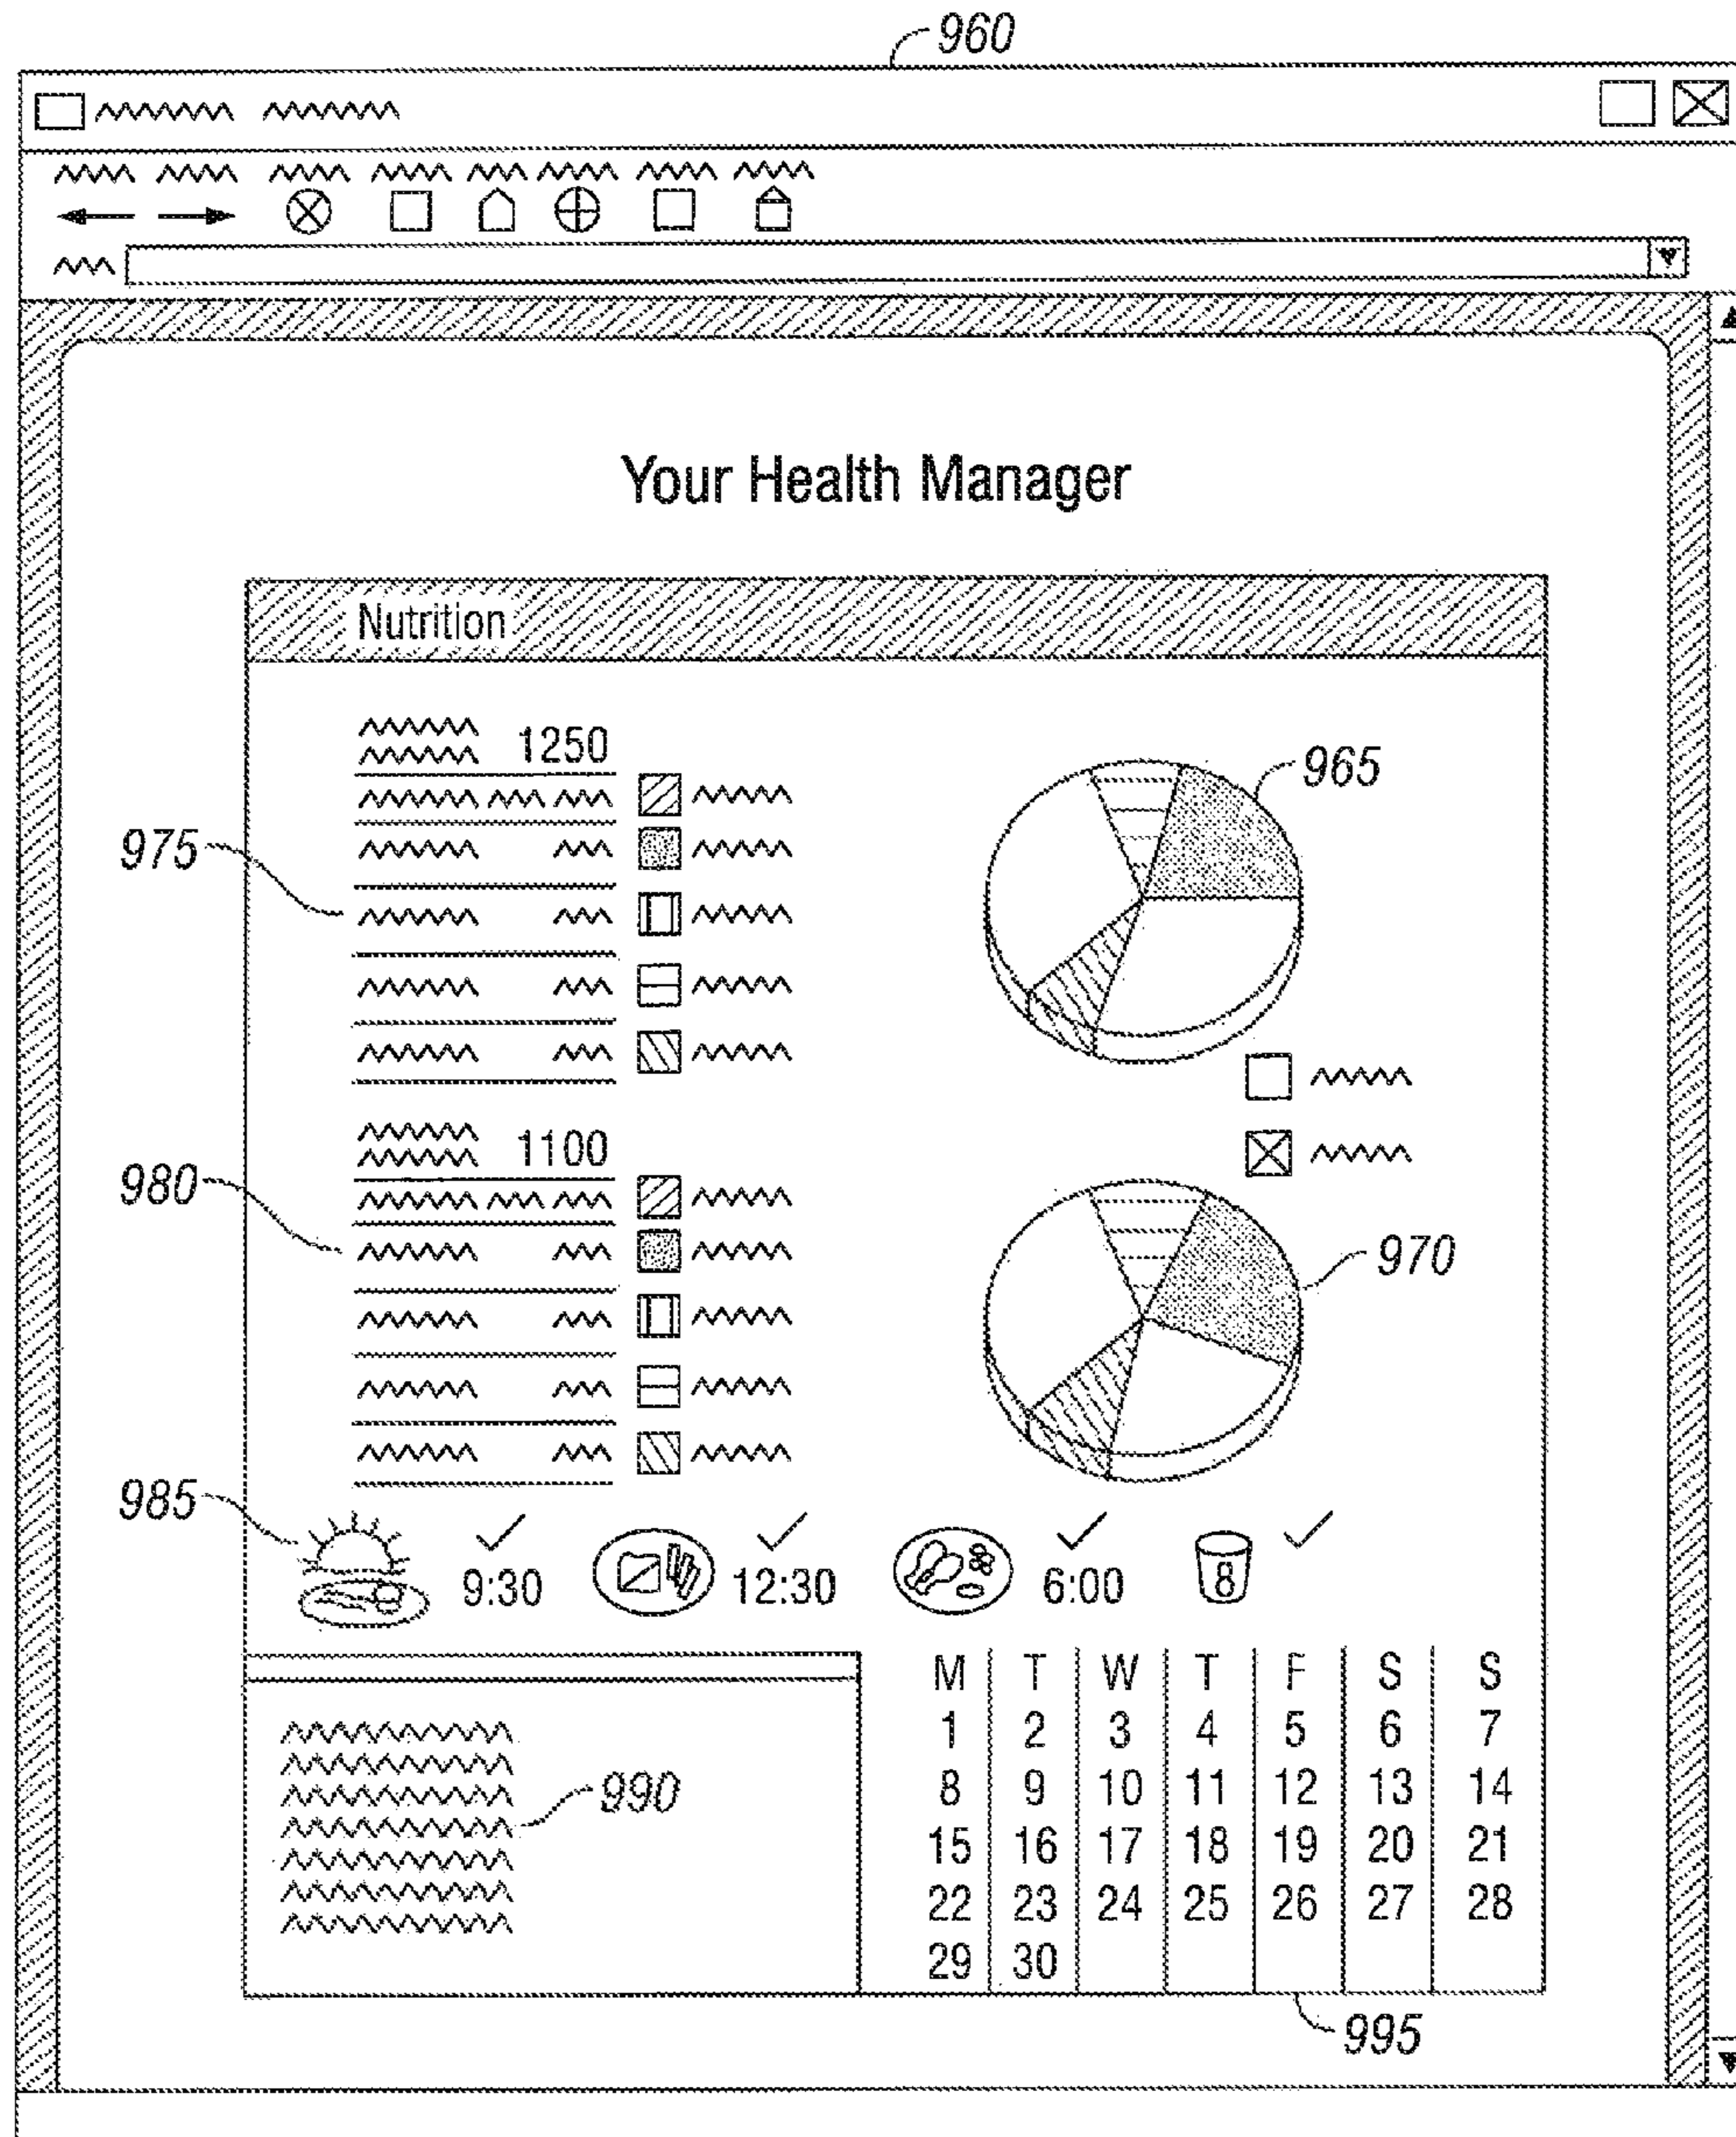 960
Your Health Manager
Nutrition
1250
965
975
1100
980
970
985
9:30 12:30 6:00 8
M T W T F S S
1 2 3 4 5 6 7
8 9 10 11 12 13 14
990
15 16 17 18 19 20 21
22 23 24 25 26 27 28
29 30
995